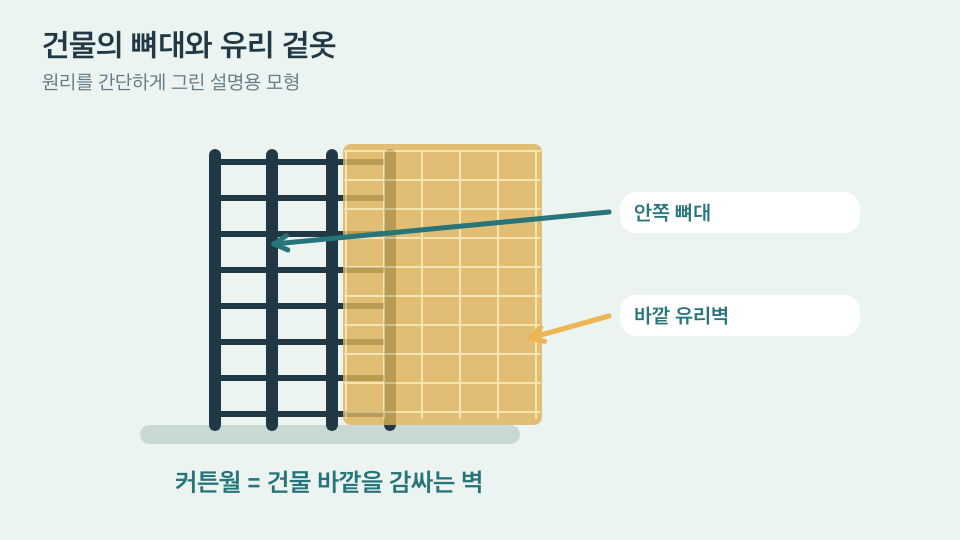 건물의 뼈대와 유리 겉옷
원리를 간단하게 그린 설명용 모형
안쪽 뼈대
바깥 유리벽
커튼월 = 건물 바깥을 감싸는 벽